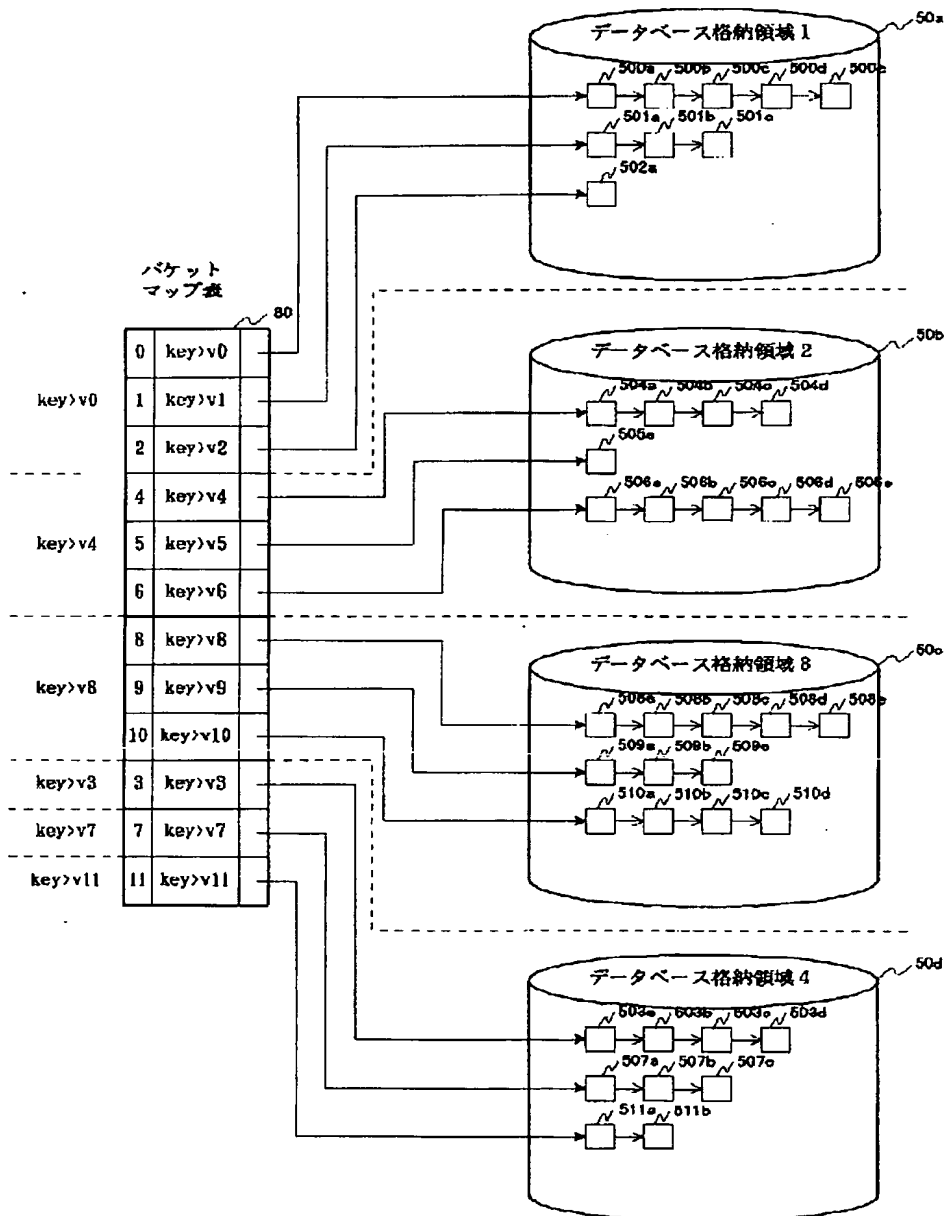 データベース格納領域1
50a
500a 500b 500c 500d 500e
501a 501b 501c
502a
バケット
マップ表
80
key>v0
0 key>v0
1 key>v1
2 key>v2
key>v4
4 key>v4
5 key>v5
6 key>v6
key>v8
8 key>v8
9 key>v9
10 key>v10
key>v3 3 key>v3
key>v7 7 key>v7
key>v11 11 key>v11
データベース格納領域2
50b
504a 504b 504c 504d
505a
506a 506b 506c 506d 506e
データベース格納領域3
50c
508a 508b 508c 508d 508e
509a 509b 509c
510a 510b 510c 510d
データベース格納領域4
50d
503a 503b 503c 503d
507a 507b 507c
511a 511b